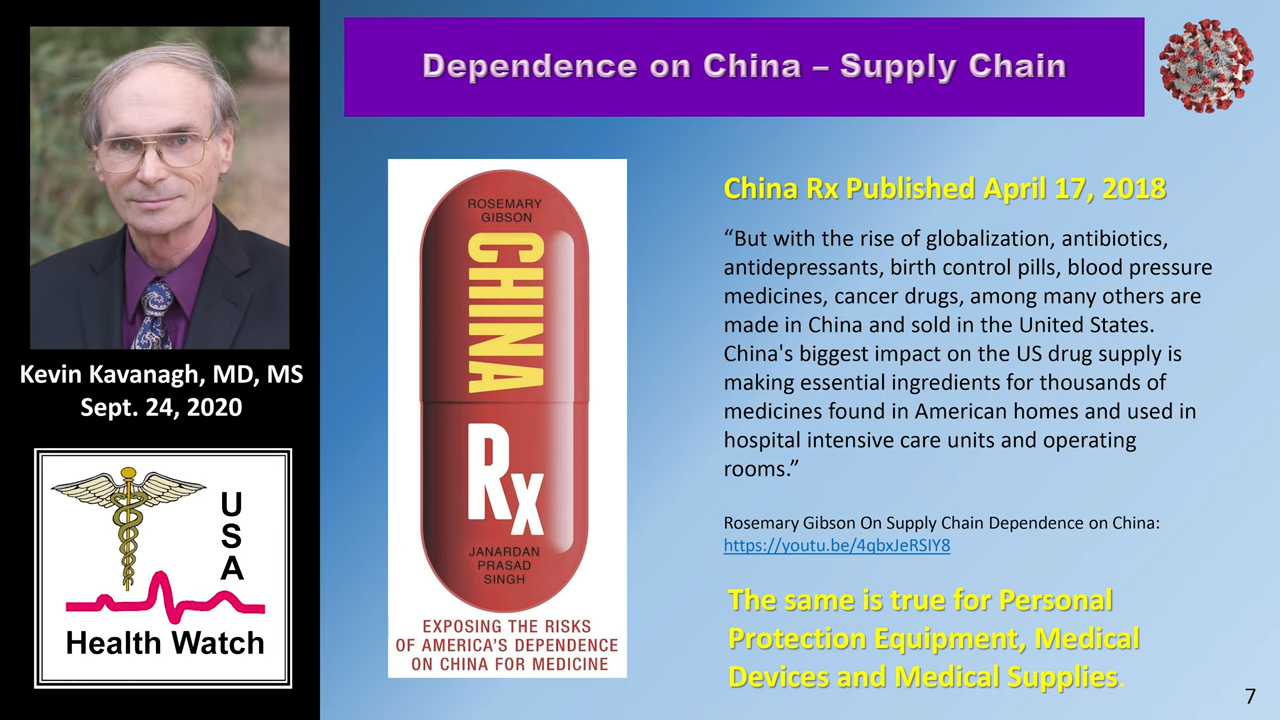 Dependence on China – Supply Chain
Kevin Kavanagh, MD, MS
Sept. 24, 2020
U
S
A
Health Watch
ROSEMARY
GIBSON
CHINA
Rx
JANARDAN
PRASAD
SINGH
EXPOSING THE RISKS
OF AMERICA'S DEPENDENCE
ON CHINA FOR MEDICINE
China Rx Published April 17, 2018
“But with the rise of globalization, antibiotics,
antidepressants, birth control pills, blood pressure
medicines, cancer drugs, among many others are
made in China and sold in the United States.
China's biggest impact on the US drug supply is
making essential ingredients for thousands of
medicines found in American homes and used in
hospital intensive care units and operating
rooms.”
Rosemary Gibson On Supply Chain Dependence on China:
https://youtu.be/4qbxJeRSIY8
The same is true for Personal
Protection Equipment, Medical
Devices and Medical Supplies.
7